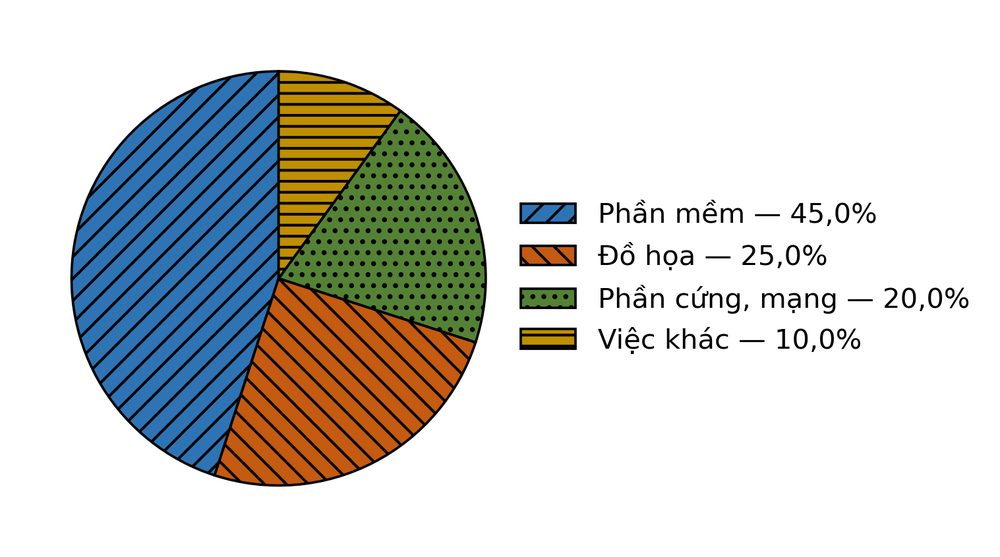 Phần mềm — 45,0%
Đồ họa — 25,0%
Phần cứng, mạng — 20,0%
Việc khác — 10,0%